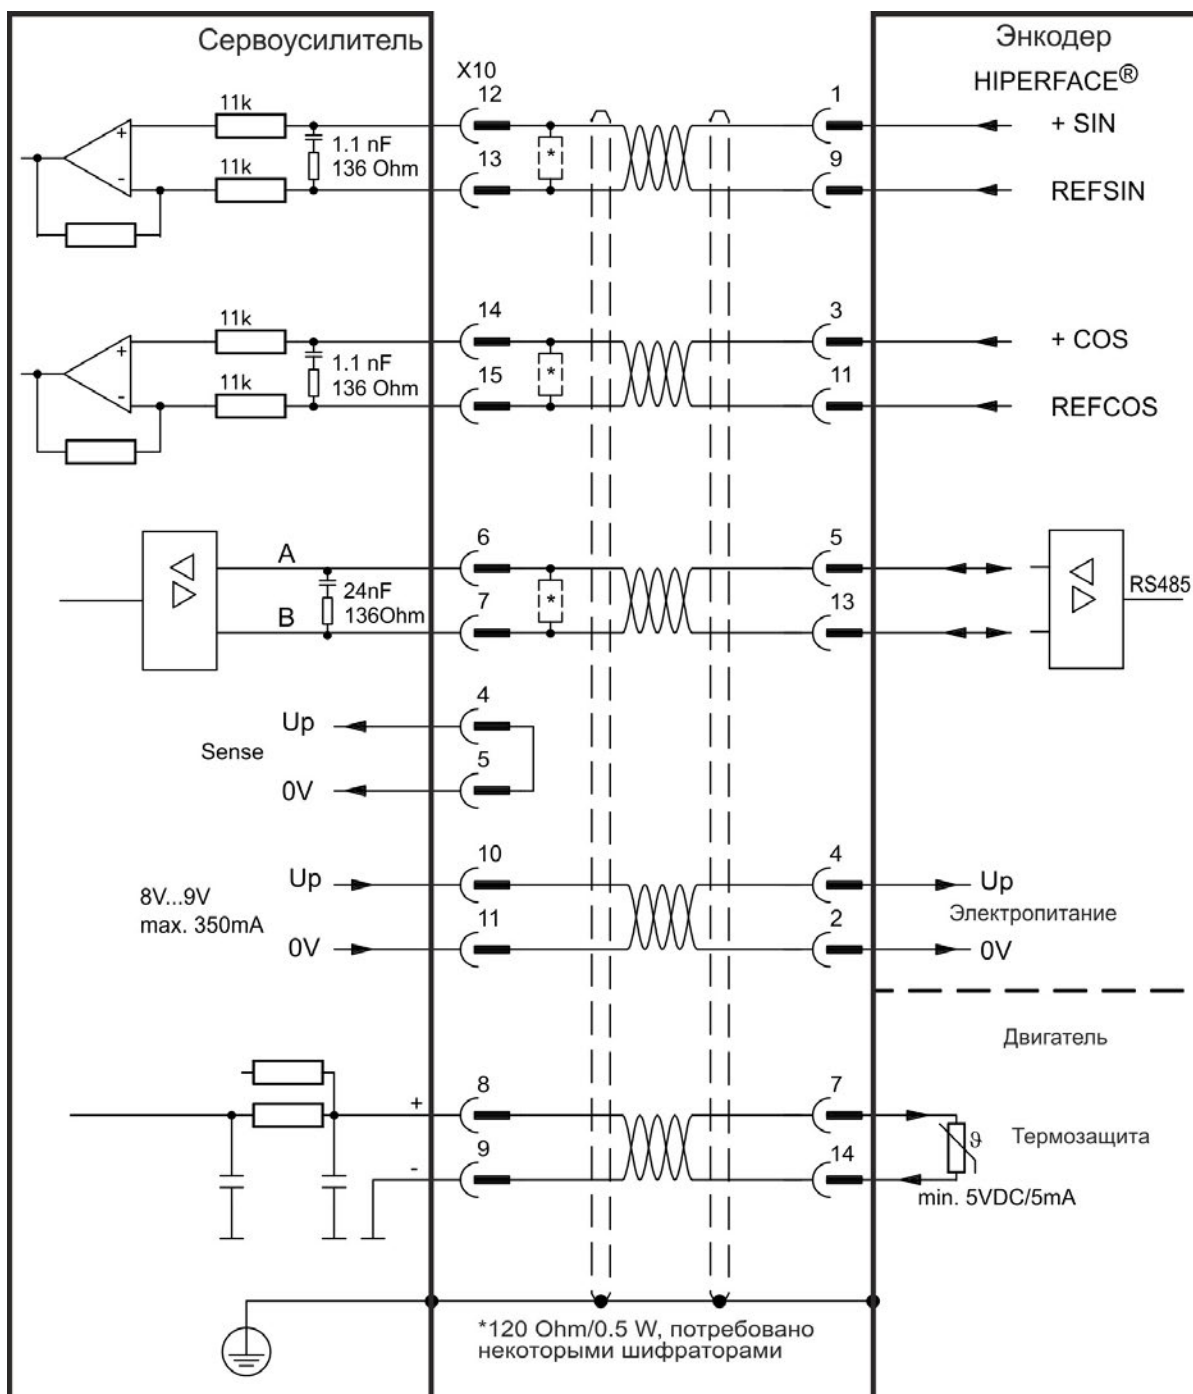 Сервоусилитель
Энкодер
HIPERFACE®
X10
11k
12
1
+ SIN
+
1.1 nF
136 Ohm
11k
13
9
REFSIN
-
*
11k
14
3
+ COS
+
1.1 nF
136 Ohm
11k
15
11
REFCOS
-
*
A
6
5
24nF
136Ohm
*
RS485
B
7
13
Up
4
Sense
5
0V
8V...9V
max. 350mA
Up
10
4
Up
Электропитание
0V
11
2
0V
Двигатель
+
8
7
ϑ
Термозащита
-
9
14
min. 5VDC/5mA
*120 Ohm/0.5 W, потребовано
некоторыми шифраторами